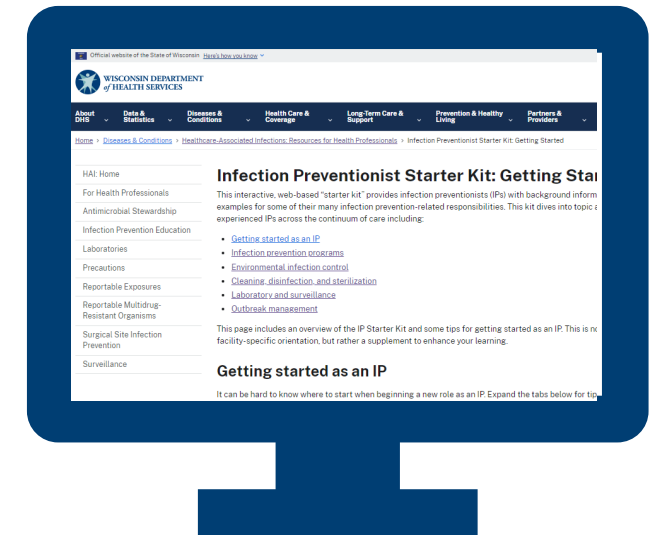 Official website of the State of Wisconsin Here's how you know
WISCONSIN DEPARTMENT
of HEALTH SERVICES
About DHS
Data & Statistics
Diseases & Conditions
Health Care & Coverage
Long-Term Care & Support
Prevention & Healthy Living
Partners & Providers
Home › Diseases & Conditions › Healthcare-Associated Infections: Resources for Health Professionals › Infection Preventionist Starter Kit: Getting Started
HAI: Home
For Health Professionals
Antimicrobial Stewardship
Infection Prevention Education
Laboratories
Precautions
Reportable Exposures
Reportable Multidrug-
Resistant Organisms
Surgical Site Infection
Prevention
Surveillance
Infection Preventionist Starter Kit: Getting Star
This interactive, web-based “starter kit” provides infection preventionists (IPs) with background inform
examples for some of their many infection prevention-related responsibilities. This kit dives into topic
experienced IPs across the continuum of care including:
• Getting started as an IP
• Infection prevention programs
• Environmental infection control
• Cleaning, disinfection, and sterilization
• Laboratory and surveillance
• Outbreak management
This page includes an overview of the IP Starter Kit and some tips for getting started as an IP. This is
facility-specific orientation, but rather a supplement to enhance your learning.
Getting started as an IP
It can be hard to know where to start when beginning a new role as an IP. Expand the tabs below for tip